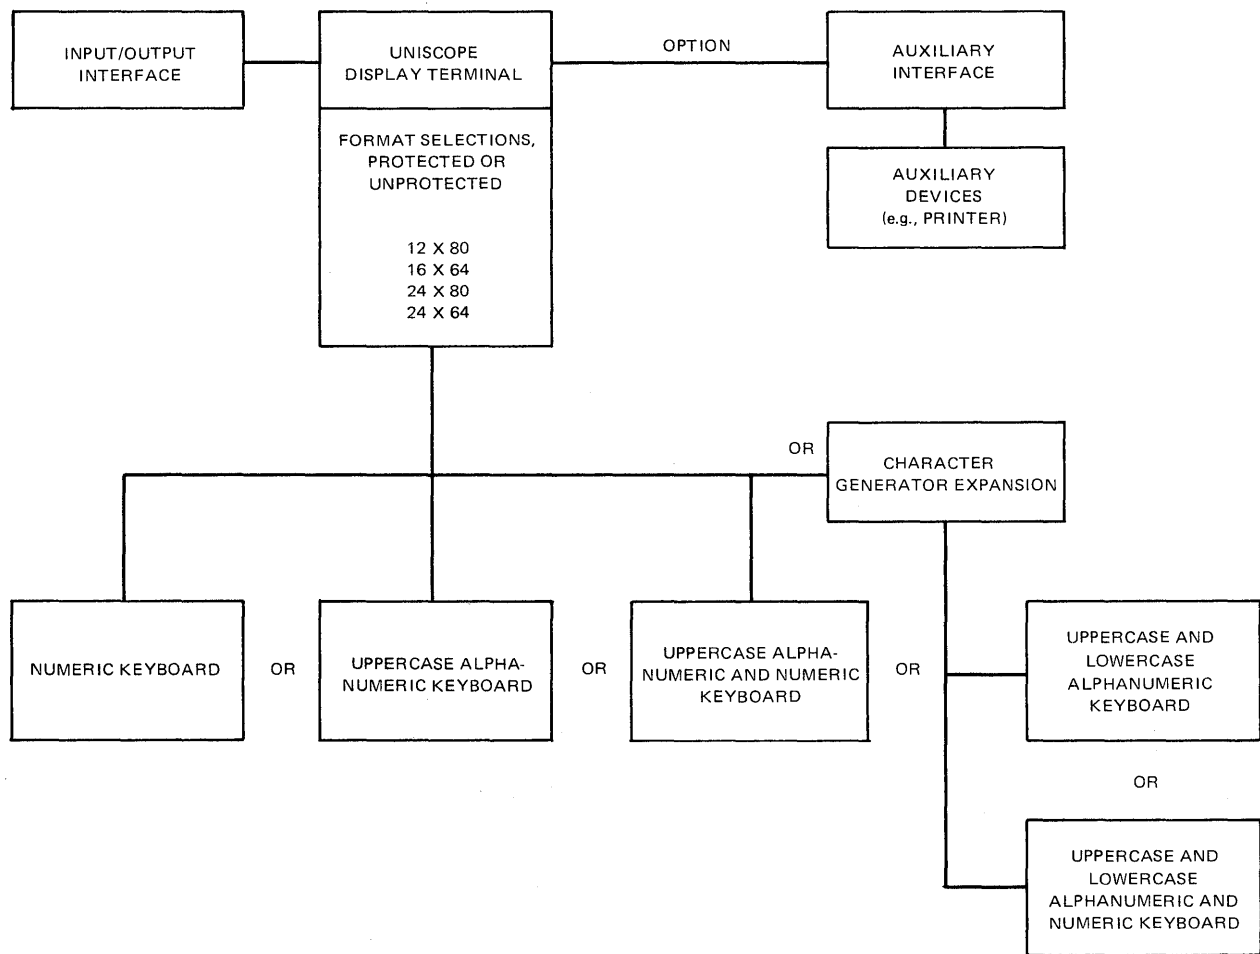 INPUT/OUTPUT
INTERFACE
UNISCOPE
DISPLAY TERMINAL
OPTION
AUXILIARY
INTERFACE
FORMAT SELECTIONS,
PROTECTED OR
UNPROTECTED
12 X 80
16 X 64
24 X 80
24 X 64
AUXILIARY
DEVICES
(e.g., PRINTER)
OR
CHARACTER
GENERATOR EXPANSION
NUMERIC KEYBOARD
OR
UPPERCASE ALPHA-
NUMERIC KEYBOARD
OR
UPPERCASE ALPHA-
NUMERIC AND NUMERIC
KEYBOARD
OR
UPPERCASE AND
LOWERCASE
ALPHANUMERIC
KEYBOARD
OR
UPPERCASE AND
LOWERCASE
ALPHANUMERIC AND
NUMERIC KEYBOARD